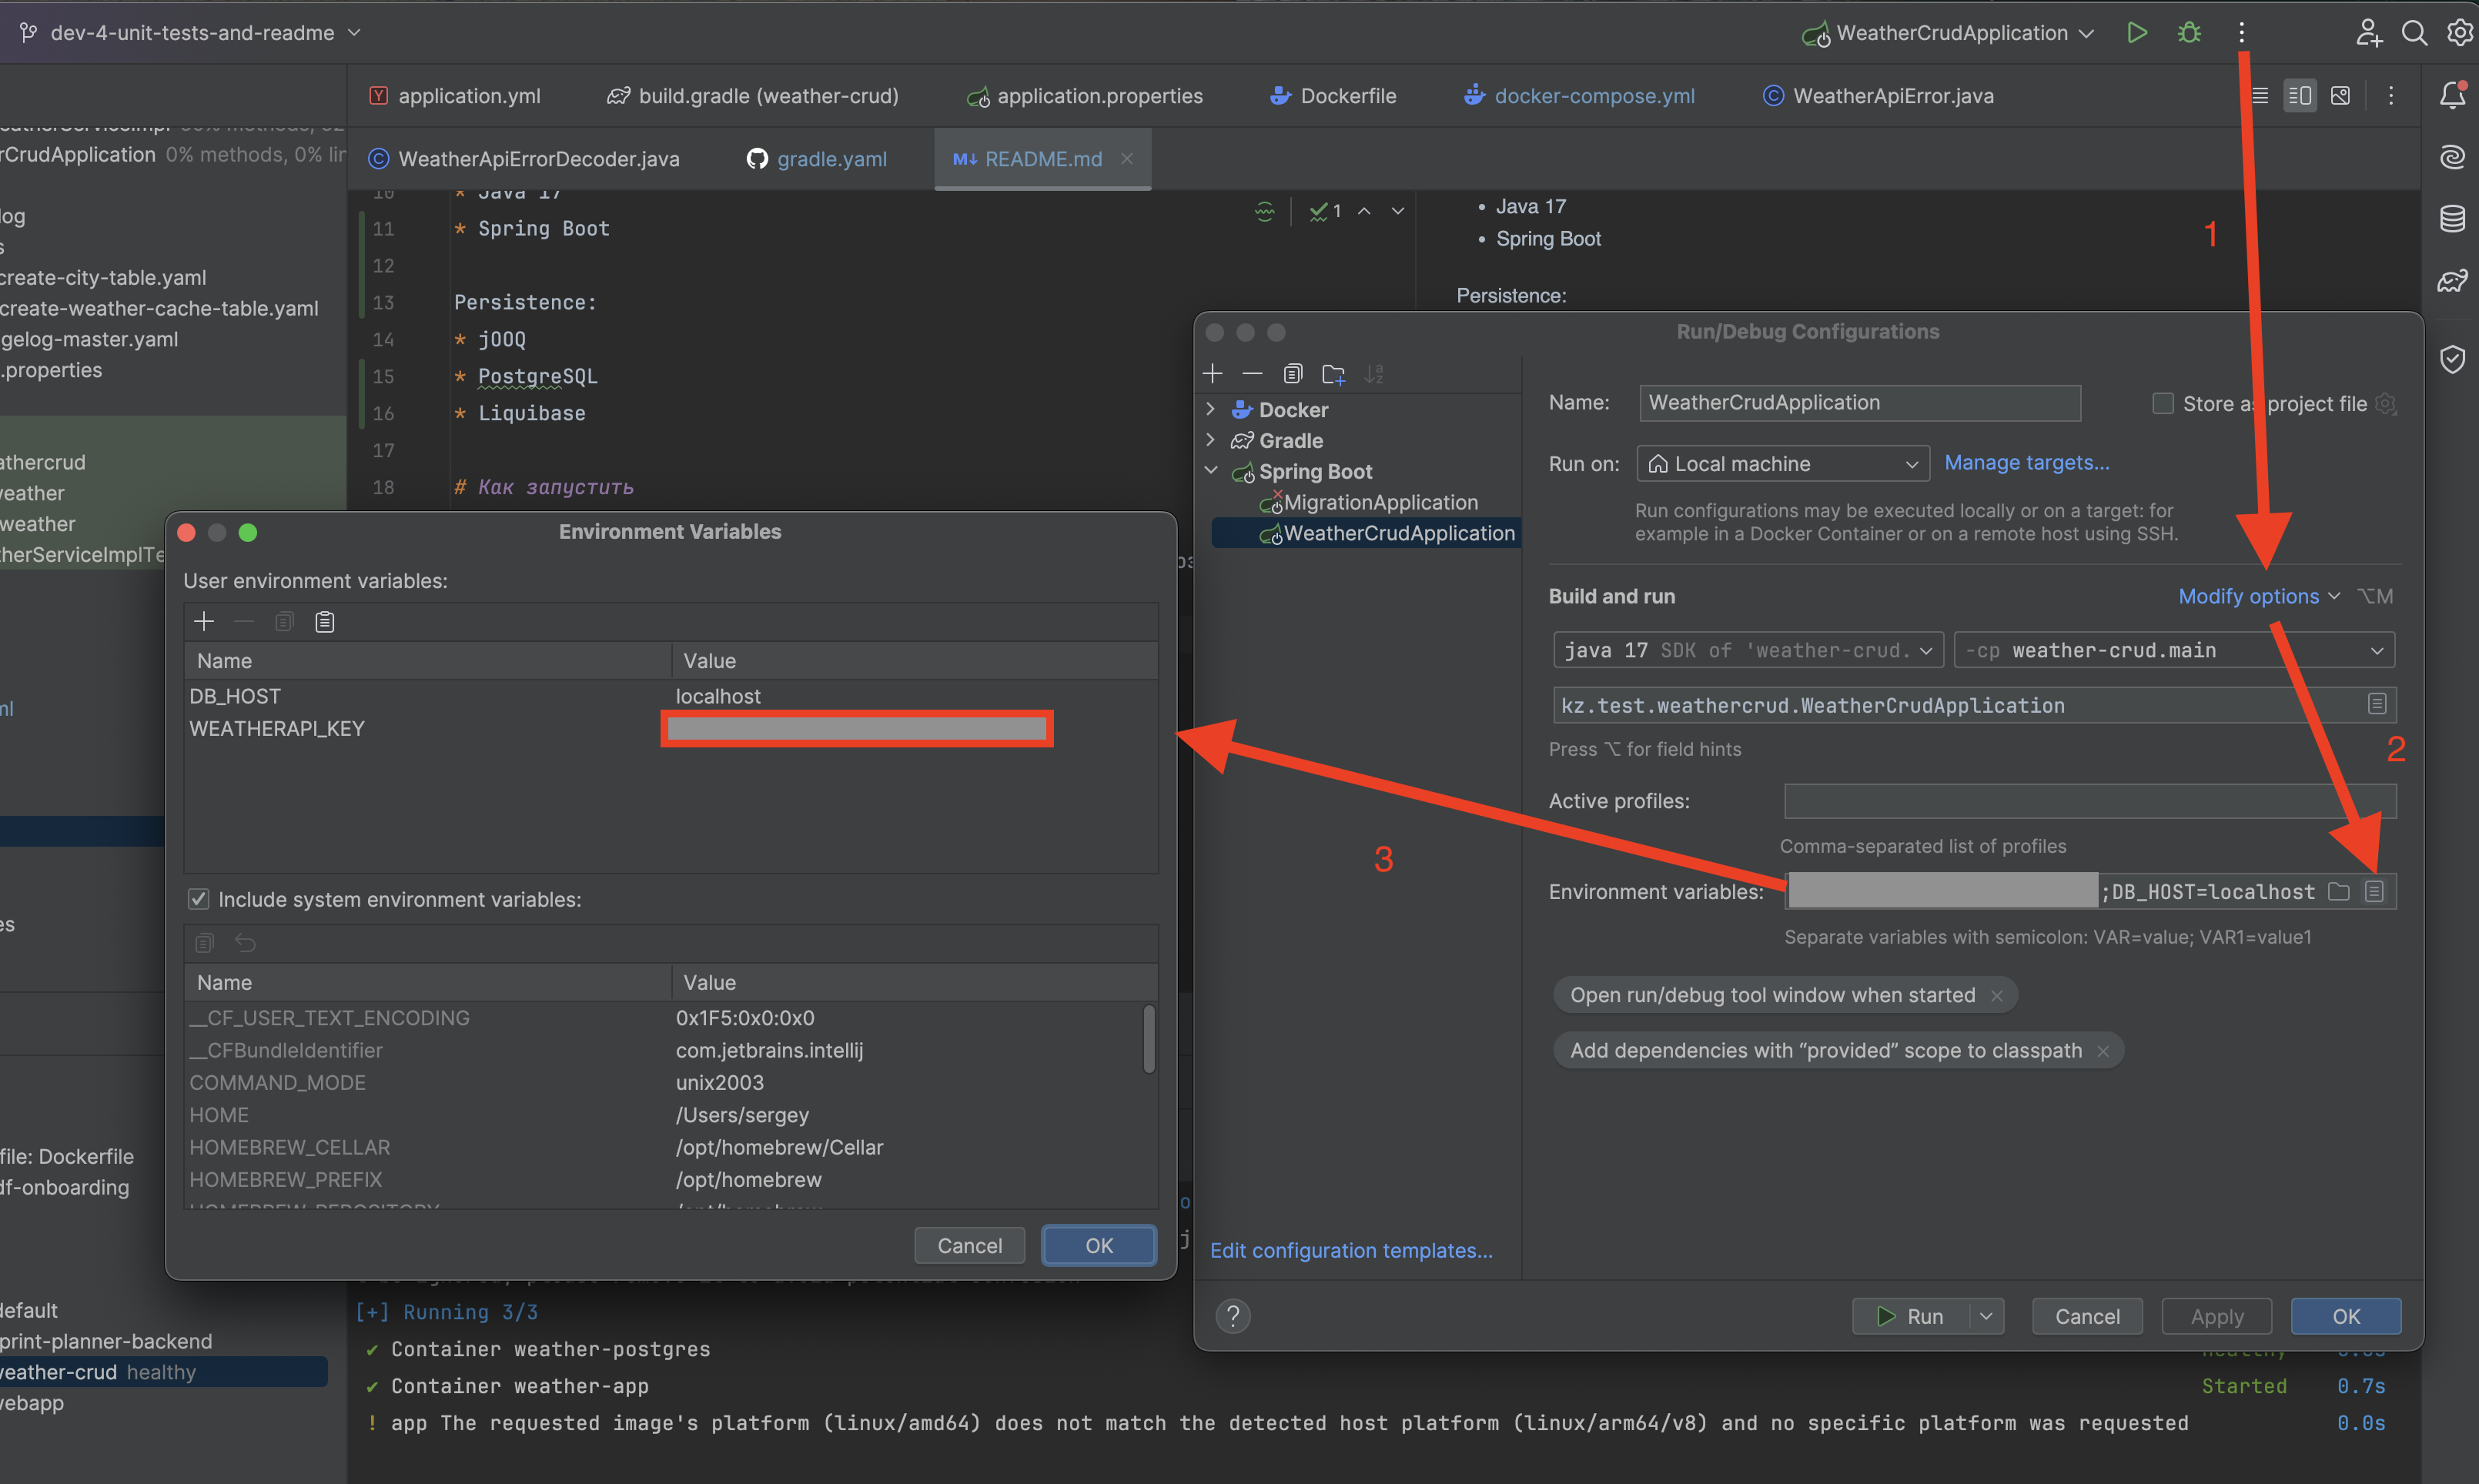 dev-4-unit-tests-and-readme
WeatherCrudApplication
application.yml
build.gradle (weather-crud)
application.properties
Dockerfile
docker-compose.yml
WeatherApiError.java
WeatherApiErrorDecoder.java
gradle.yaml
README.md
rCrudApplication 0% methods, 0% lin
log
s
create-city-table.yaml
create-weather-cache-table.yaml
gelog-master.yaml
.properties
athercrud
weather
weather
therServiceImplTe
ml
es
file: Dockerfile
df-onboarding
default
print-planner-backend
weather-crud healthy
webapp
10 * Java 17
11 * Spring Boot
12
13 Persistence:
14 * jOOQ
15 * PostgreSQL
16 * Liquibase
17
18 # Как запустить
1
Java 17
Spring Boot
Persistence:
1
2
3
Run/Debug Configurations
Docker
Gradle
Spring Boot
MigrationApplication
WeatherCrudApplication
Edit configuration templates...
Name: WeatherCrudApplication
Store as project file
Run on: Local machine
Manage targets...
Run configurations may be executed locally or on a target: for
example in a Docker Container or on a remote host using SSH.
Build and run
Modify options ⌥M
java 17 SDK of 'weather-crud.
-cp weather-crud.main
kz.test.weathercrud.WeatherCrudApplication
Press ⌥ for field hints
Active profiles:
Comma-separated list of profiles
Environment variables: ;DB_HOST=localhost
Separate variables with semicolon: VAR=value; VAR1=value1
Open run/debug tool window when started ×
Add dependencies with “provided” scope to classpath ×
?
Run
Cancel
Apply
OK
Environment Variables
User environment variables:
Name Value
DB_HOST localhost
WEATHERAPI_KEY
Include system environment variables:
Name Value
__CF_USER_TEXT_ENCODING 0x1F5:0x0:0x0
__CFBundleIdentifier com.jetbrains.intellij
COMMAND_MODE unix2003
HOME /Users/sergey
HOMEBREW_CELLAR /opt/homebrew/Cellar
HOMEBREW_PREFIX /opt/homebrew
Cancel
OK
[+] Running 3/3
✔ Container weather-postgres
✔ Container weather-app Started 0.7s
! app The requested image's platform (linux/amd64) does not match the detected host platform (linux/arm64/v8) and no specific platform was requested 0.0s